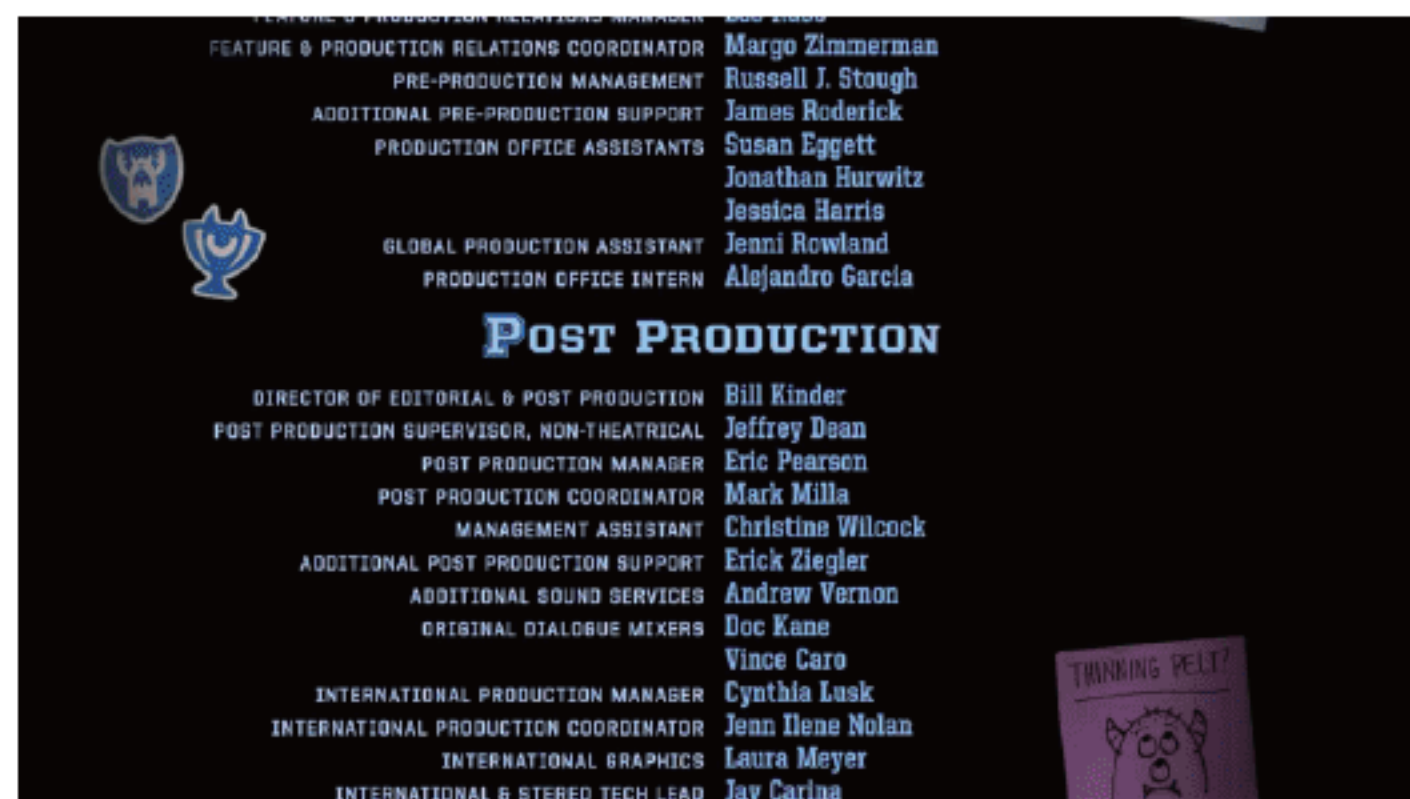 FEATURE & PRODUCTION RELATIONS MANAGER
FEATURE & PRODUCTION RELATIONS COORDINATOR Margo Zimmerman
PRE-PRODUCTION MANAGEMENT Russell J. Stough
ADDITIONAL PRE-PRODUCTION SUPPORT James Roderick
PRODUCTION OFFICE ASSISTANTS Susan Eggett
Jonathan Hurwitz
Jessica Harris
GLOBAL PRODUCTION ASSISTANT Jenni Rowland
PRODUCTION OFFICE INTERN Alejandro Garcia
POST PRODUCTION
DIRECTOR OF EDITORIAL & POST PRODUCTION Bill Kinder
POST PRODUCTION SUPERVISOR, NON-THEATRICAL Jeffrey Dean
POST PRODUCTION MANAGER Eric Pearson
POST PRODUCTION COORDINATOR Mark Milla
MANAGEMENT ASSISTANT Christine Wilcock
ADDITIONAL POST PRODUCTION SUPPORT Erick Ziegler
ADDITIONAL SOUND SERVICES Andrew Vernon
ORIGINAL DIALOGUE MIXERS Doc Kane
Vince Caro
INTERNATIONAL PRODUCTION MANAGER Cynthia Lusk
INTERNATIONAL PRODUCTION COORDINATOR Jenn Ilene Nolan
INTERNATIONAL GRAPHICS Laura Meyer
INTERNATIONAL & STEREO TECH LEAD Jay Carina
THINNING PELT?